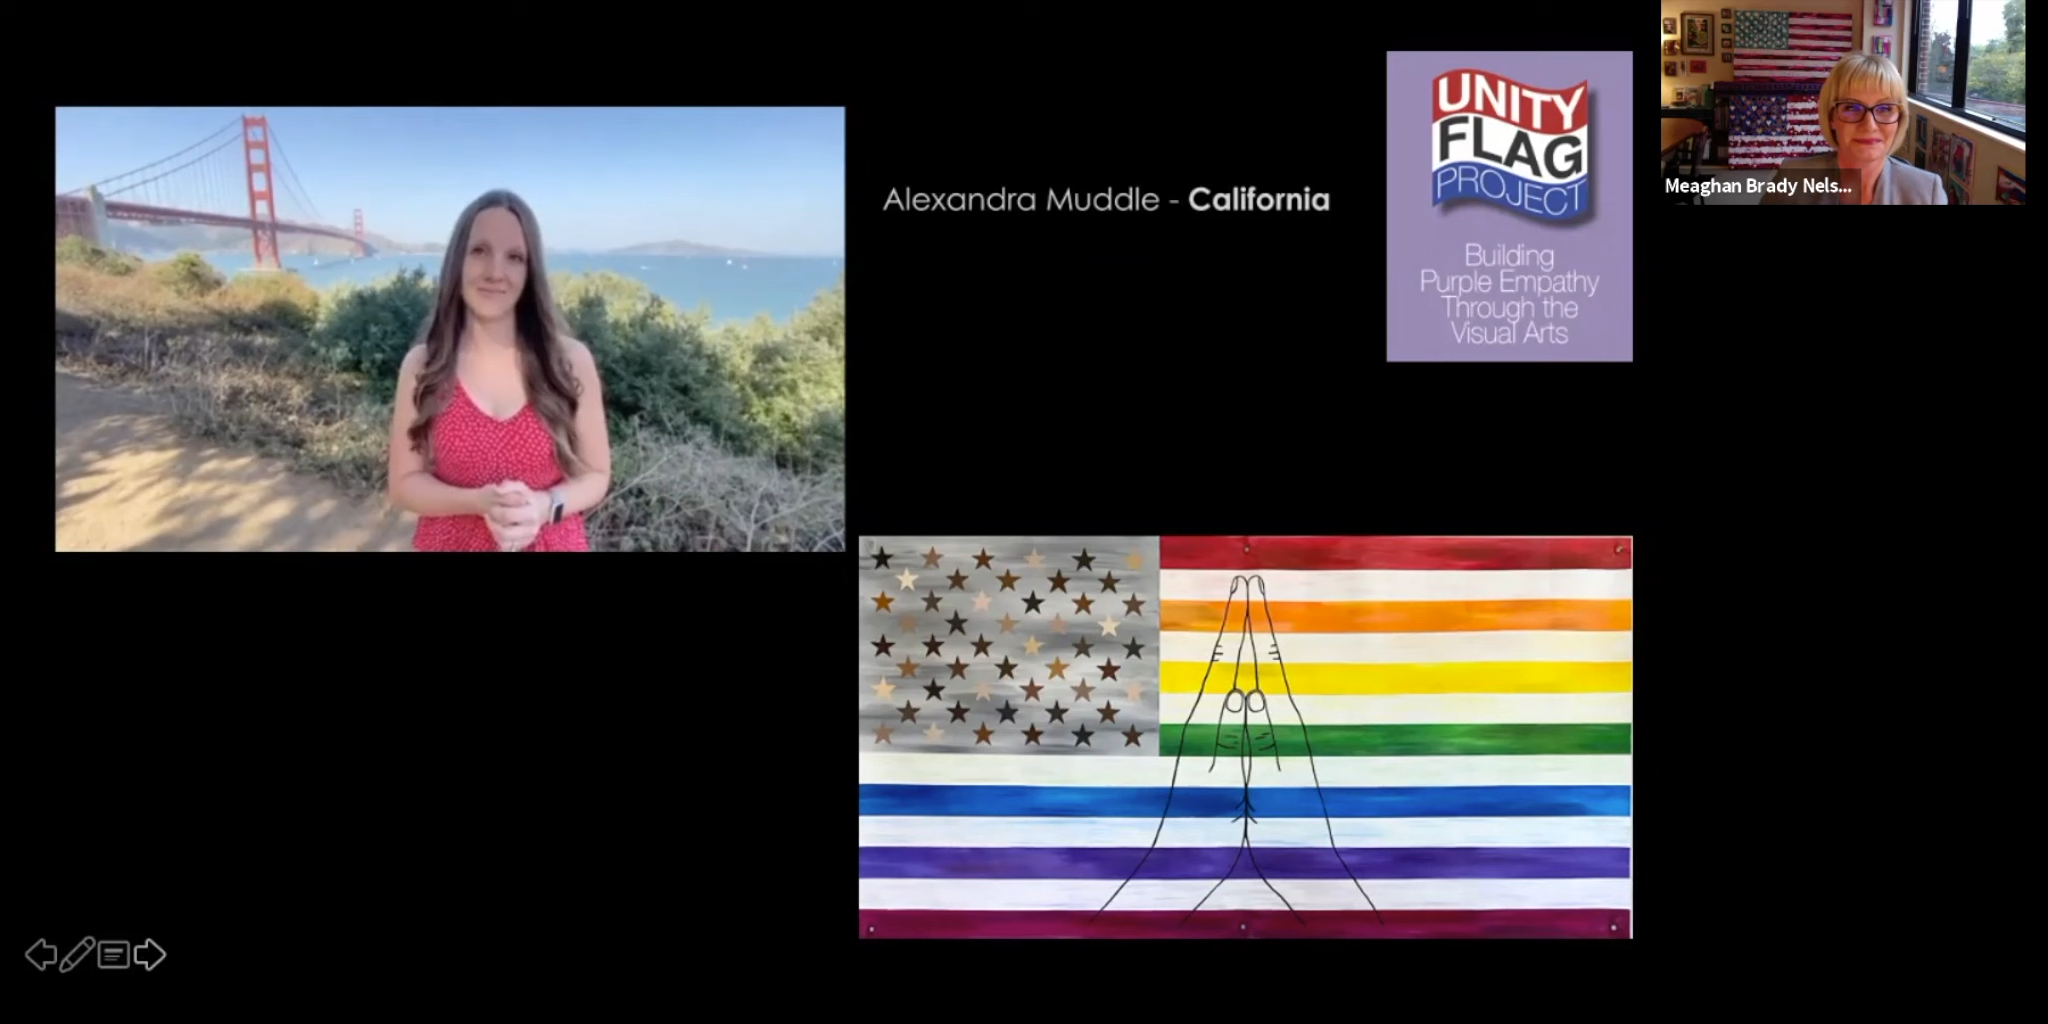 Alexandra Muddle - California
UNITY
FLAG
PROJECT
Building
Purple Empathy
Through the
Visual Arts
Meaghan Brady Nels...